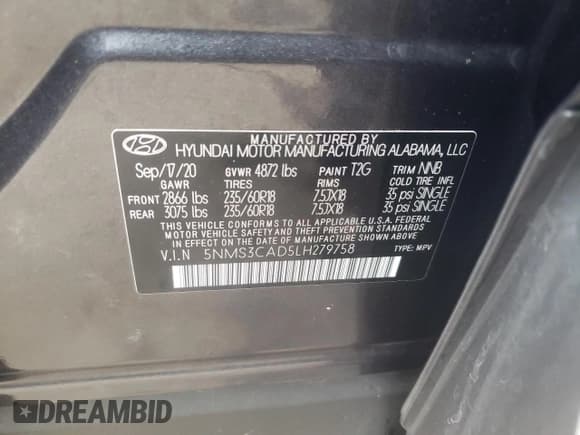 MANUFACTURED BY
HYUNDAI MOTOR MANUFACTURING ALABAMA, LLC
Sep/17/20 GVWR 4872 lbs PAINT T2G TRIM NNB
GAWR TIRES RIMS COLD TIRE INFL
FRONT 2866 lbs 235/60R18 7.5JX18 35 psi SINGLE
REAR 3075 lbs 235/60R18 7.5JX18 35 psi SINGLE
THIS VEHICLE CONFORMS TO ALL APPLICABLE U.S.A. FEDERAL
MOTOR VEHICLE SAFETY AND THEFT PREVENTION
STANDARDS IN EFFECT ON THE DATE OF
MANUFACTURE SHOWN ABOVE.
V.I.N 5NMS3CAD5LH279758 TYPE: MPV
DREAMBID